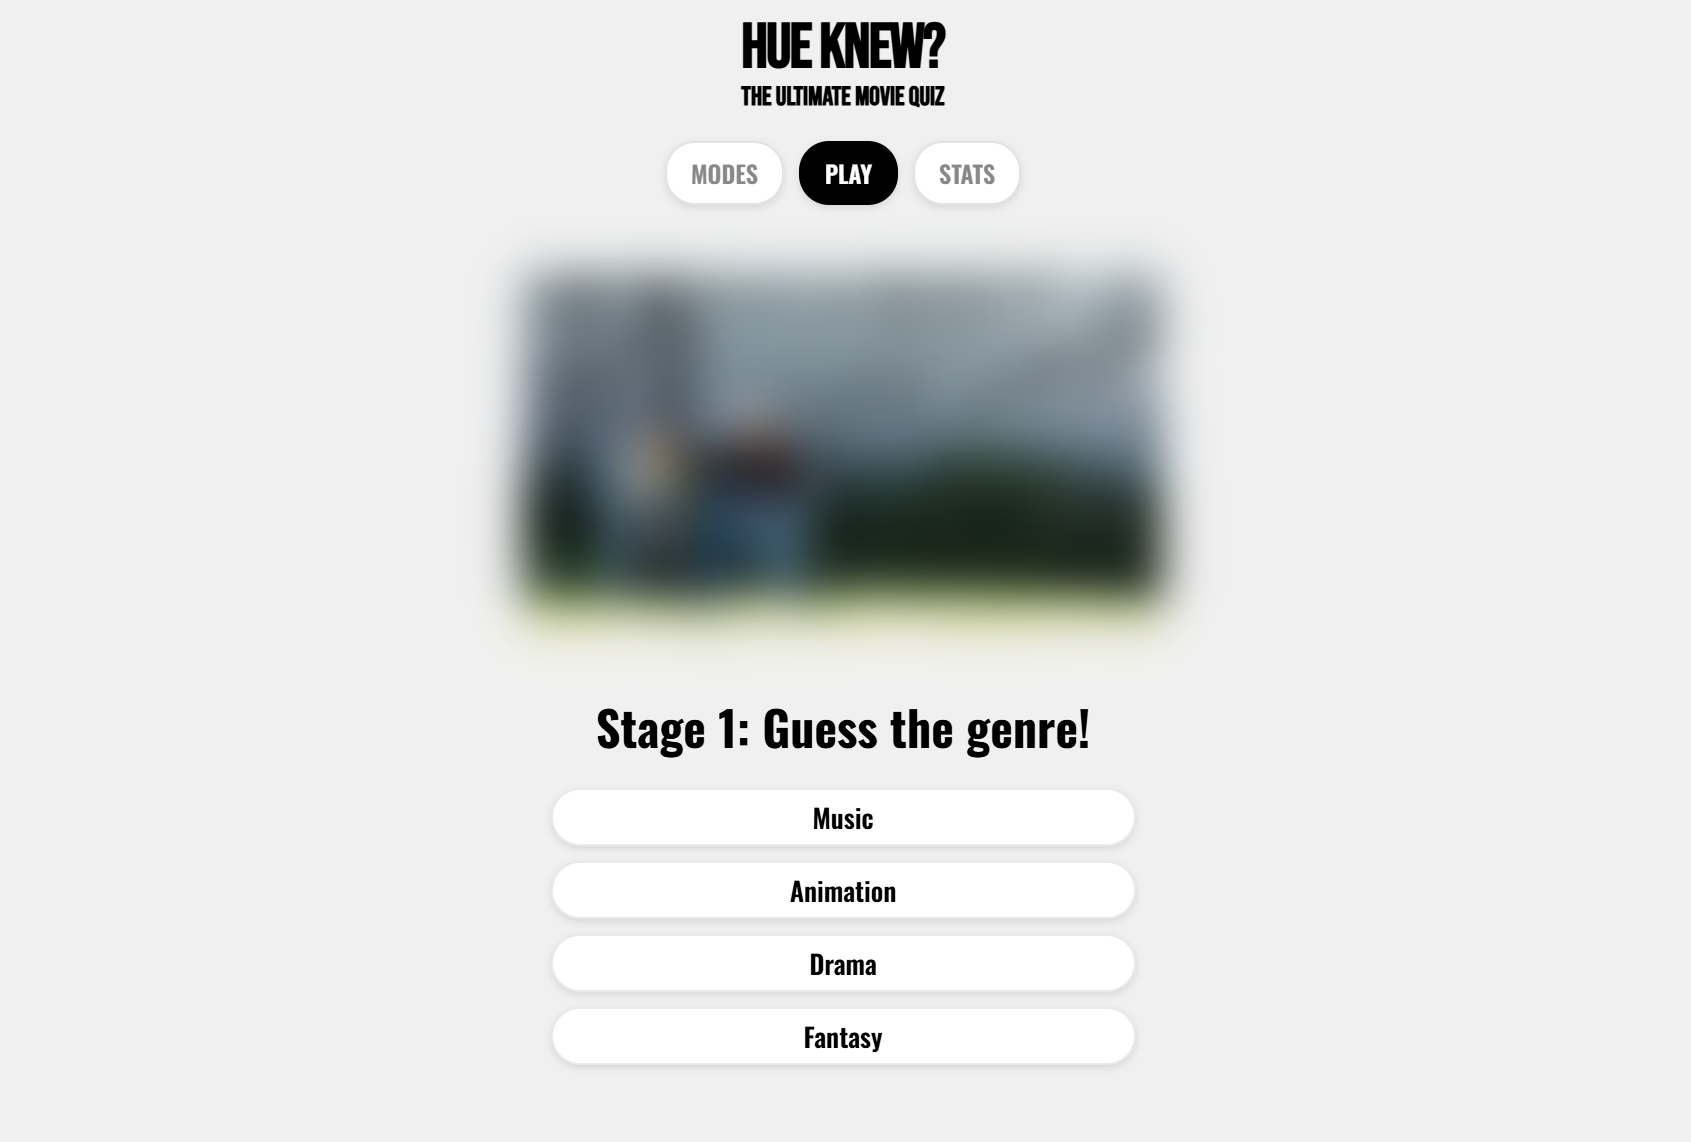 HUE KNEW?
THE ULTIMATE MOVIE QUIZ
MODES PLAY STATS
Stage 1: Guess the genre!
Music
Animation
Drama
Fantasy